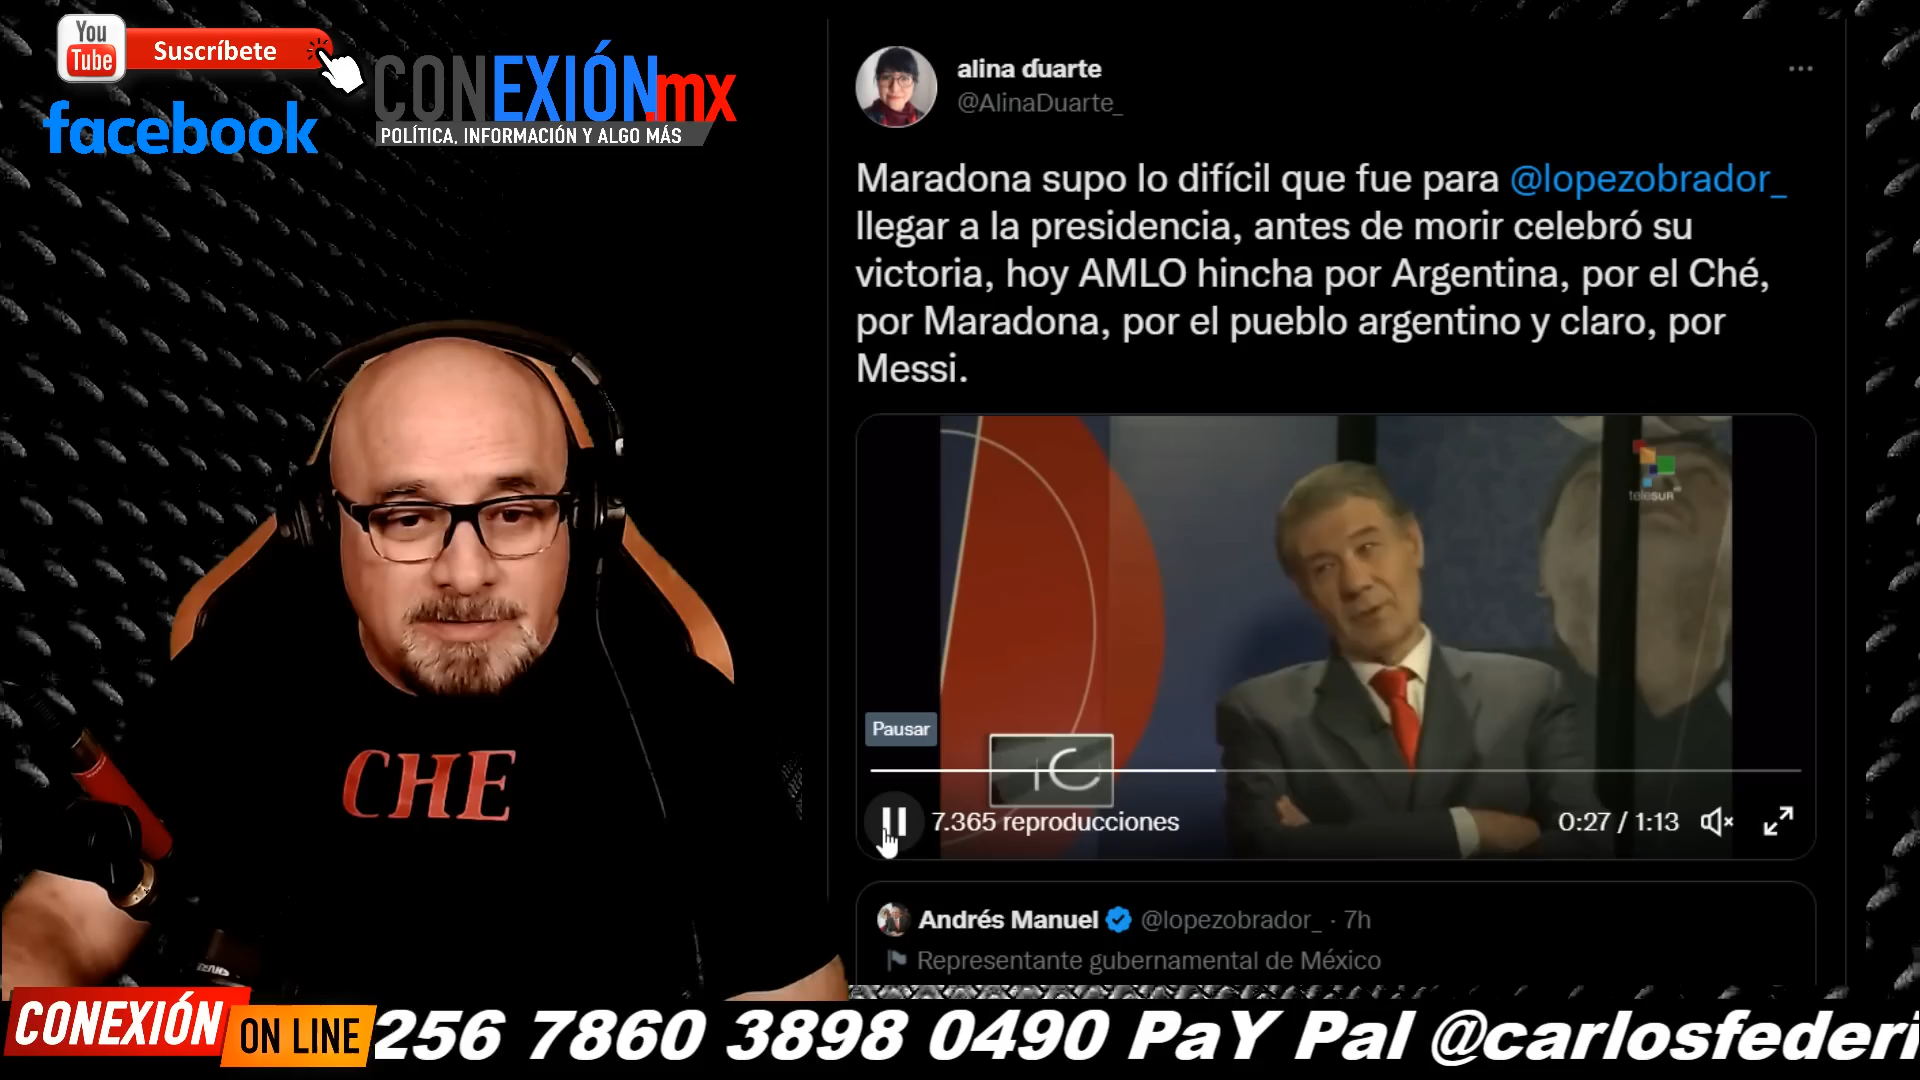 You
Tube
Suscríbete
facebook
CONEXIÓN.mx
POLÍTICA, INFORMACIÓN Y ALGO MÁS
alina duarte
@AlinaDuarte_
Maradona supo lo difícil que fue para @lopezobrador_
llegar a la presidencia, antes de morir celebró su
victoria, hoy AMLO hincha por Argentina, por el Ché,
por Maradona, por el pueblo argentino y claro, por
Messi.
teleSUR
Pausar
7.365 reproducciones
0:27 / 1:13
Andrés Manuel @lopezobrador_ · 7h
Representante gubernamental de México
CHE
CONEXIÓN
ON LINE
256 7860 3898 0490 PaY Pal @carlosfederi